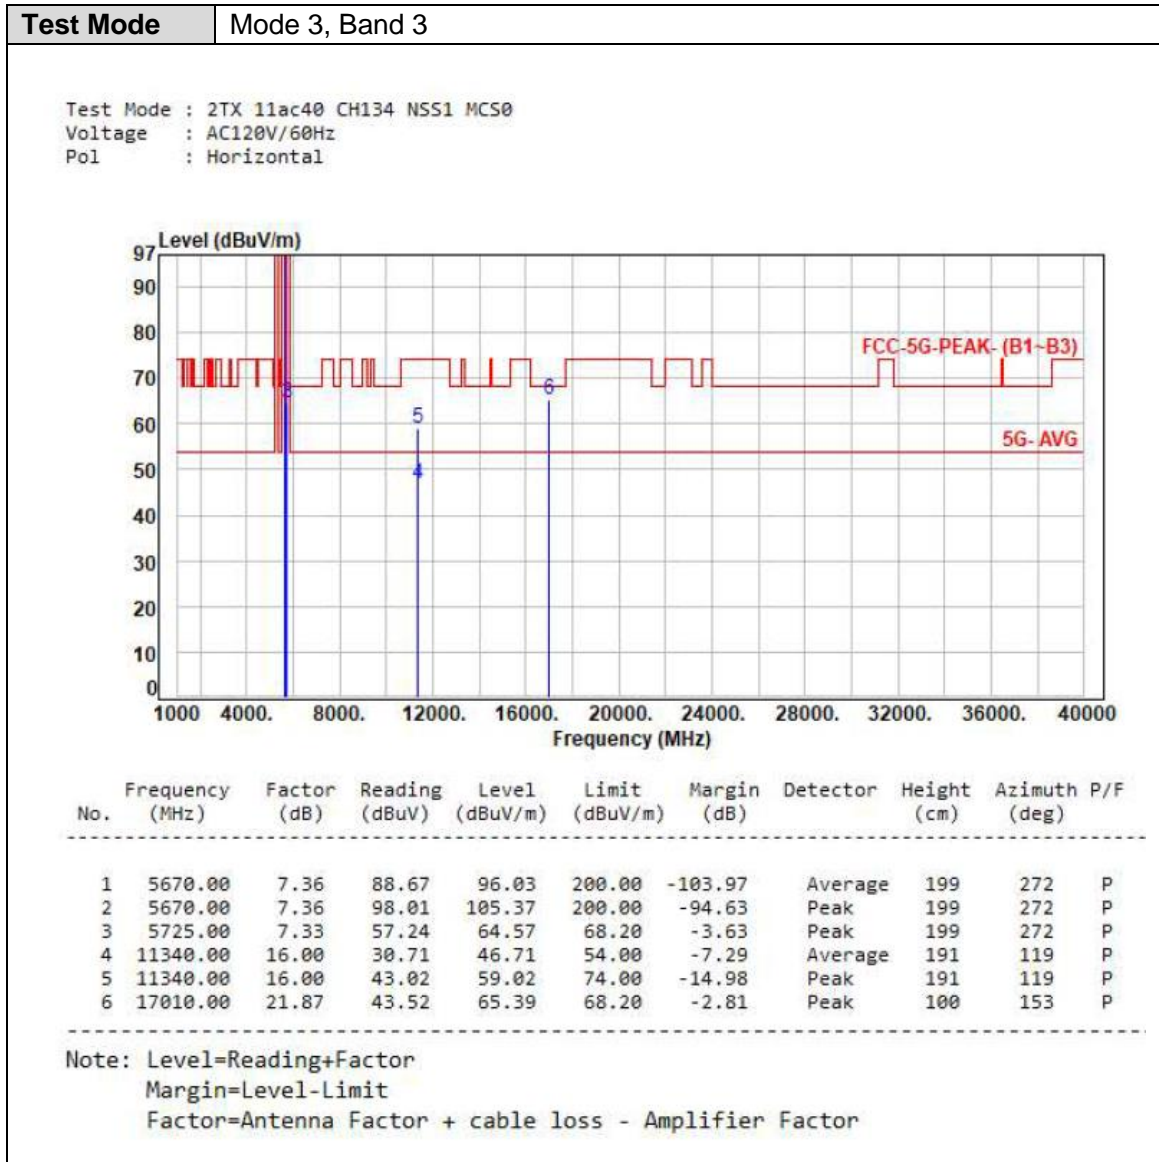 Test Mode Mode 3, Band 3
Test Mode : 2TX 11ac40 CH134 NSS1 MCS0
Voltage : AC120V/60Hz
Pol : Horizontal
Level (dBuV/m)
97
90
80
FCC-5G-PEAK- (B1~B3)
70
3
6
60
5
5G- AVG
50
4
40
30
20
10
0
1000 4000. 8000. 12000. 16000. 20000. 24000. 28000. 32000. 36000. 40000
Frequency (MHz)
Frequency Factor Reading Level Limit Margin Detector Height Azimuth P/F
No. (MHz) (dB) (dBuV) (dBuV/m) (dBuV/m) (dB) (cm) (deg)
1 5670.00 7.36 88.67 96.03 200.00 -103.97 Average 199 272 P
2 5670.00 7.36 98.01 105.37 200.00 -94.63 Peak 199 272 P
3 5725.00 7.33 57.24 64.57 68.20 -3.63 Peak 199 272 P
4 11340.00 16.00 30.71 46.71 54.00 -7.29 Average 191 119 P
5 11340.00 16.00 43.02 59.02 74.00 -14.98 Peak 191 119 P
6 17010.00 21.87 43.52 65.39 68.20 -2.81 Peak 100 153 P
Note: Level=Reading+Factor
Margin=Level-Limit
Factor=Antenna Factor + cable loss - Amplifier Factor